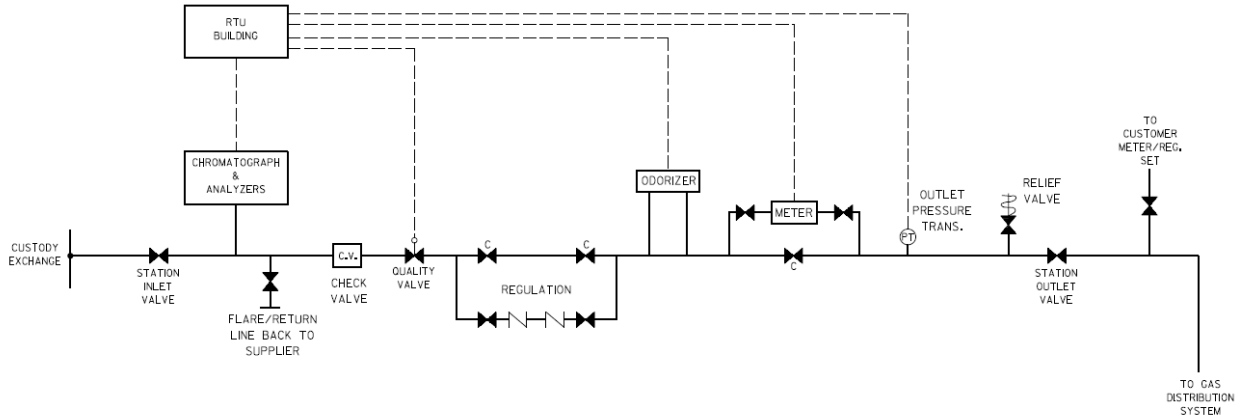 RTU
BUILDING
CHROMATOGRAPH
&
ANALYZERS
CUSTODY
EXCHANGE
STATION
INLET
VALVE
FLARE/RETURN
LINE BACK TO
SUPPLIER
C.V.
CHECK
VALVE
QUALITY
VALVE
C
C
REGULATION
ODORIZER
METER
C
OUTLET
PRESSURE
TRANS.
PT
RELIEF
VALVE
STATION
OUTLET
VALVE
TO
CUSTOMER
METER/REG.
SET
TO GAS
DISTRIBUTION
SYSTEM